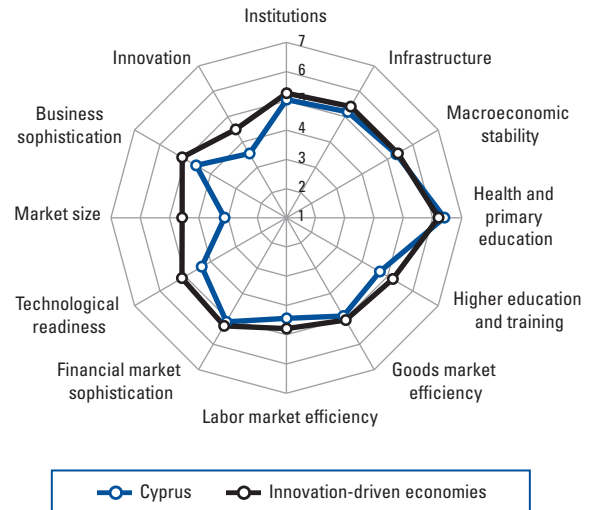 Institutions
Innovation
Infrastructure
Business
sophistication
Macroeconomic
stability
Market size
Health and
primary
education
Technological
readiness
Higher education
and training
Financial market
sophistication
Goods market
efficiency
Labor market efficiency
7
6
4
3
2
1
Cyprus
Innovation-driven economies